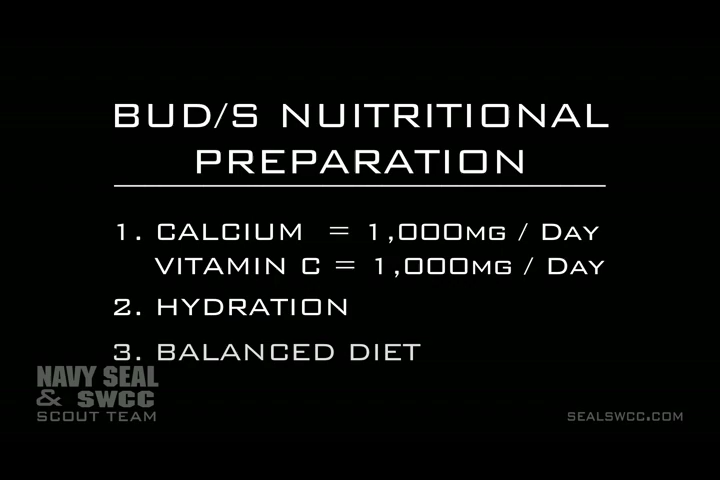 BUD/S NUITRITIONAL
PREPARATION
1. CALCIUM = 1,000MG / DAY
VITAMIN C = 1,000MG / DAY
2. HYDRATION
3. BALANCED DIET
NAVY SEAL
& SWCC
SCOUT TEAM
SEALSWCC.COM